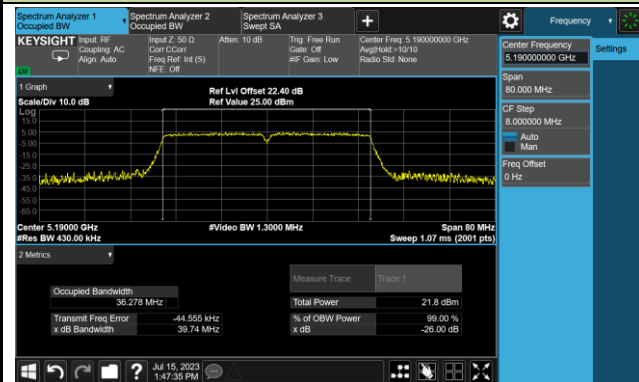 Spectrum Analyzer 1
Occupied BW
Spectrum Analyzer 2
Occupied BW
Spectrum Analyzer 3
Swept SA
Frequency
KEYSIGHT
Input: RF
Coupling: AC
Align: Auto
Input Z: 50 Ω
Corr CCorr
Freq Ref: Int (S)
NFE: Off
Atten: 10 dB
Trig: Free Run
Gate: Off
#IF Gain: Low
Center Freq: 5.190000000 GHz
Avg|Hold:>10/10
Radio Std: None
Center Frequency
5.190000000 GHz
Settings
Span
80.000 MHz
CF Step
8.000000 MHz
Auto
Man
Freq Offset
0 Hz
1 Graph
Scale/Div 10.0 dB
Ref Lvl Offset 22.40 dB
Ref Value 25.00 dBm
Log
15.0
5.00
-5.00
-15.0
-25.0
-35.0
-45.0
-55.0
-65.0
Center 5.19000 GHz
#Res BW 430.00 kHz
#Video BW 1.3000 MHz
Span 80 MHz
Sweep 1.07 ms (2001 pts)
2 Metrics
Measure Trace
Trace 1
Occupied Bandwidth
36.278 MHz
Total Power
21.8 dBm
Transmit Freq Error
-44.555 kHz
% of OBW Power
99.00 %
x dB Bandwidth
39.74 MHz
x dB
-26.00 dB
?
Jul 15, 2023
1:47:35 PM